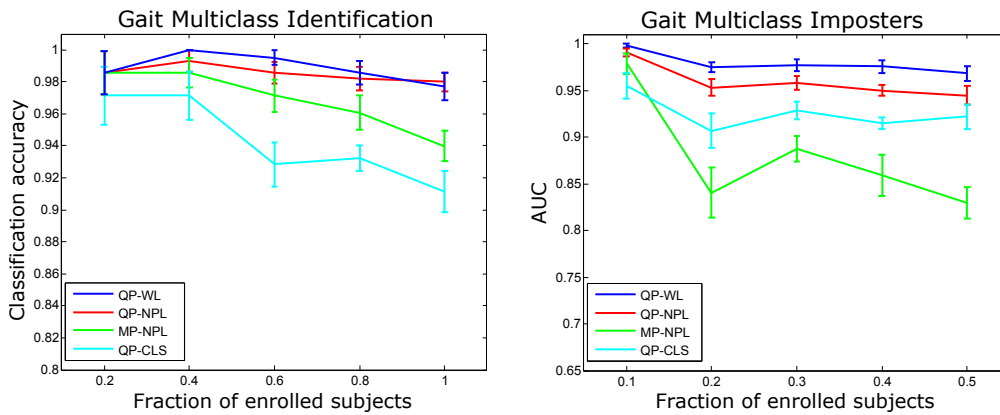 Gait Multiclass Identification
Classification accuracy
1
0.98
0.96
0.94
0.92
0.9
0.88
0.86
0.84
0.82
0.8
QP-WL
QP-NPL
MP-NPL
QP-CLS
0.2
0.4
0.6
0.8
1
Fraction of enrolled subjects
Gait Multiclass Imposters
AUC
1
0.95
0.9
0.85
0.8
0.75
0.7
0.65
QP-WL
QP-NPL
MP-NPL
QP-CLS
0.1
0.2
0.3
0.4
0.5
Fraction of enrolled subjects